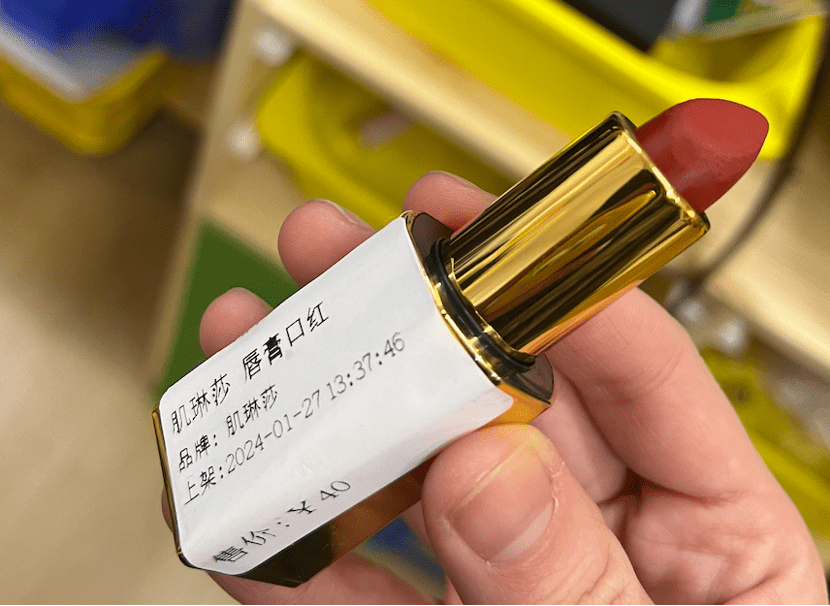 肌琳莎 唇膏口红
品牌: 肌琳莎
上架:2024-01-27 13:37:46
售价:¥40